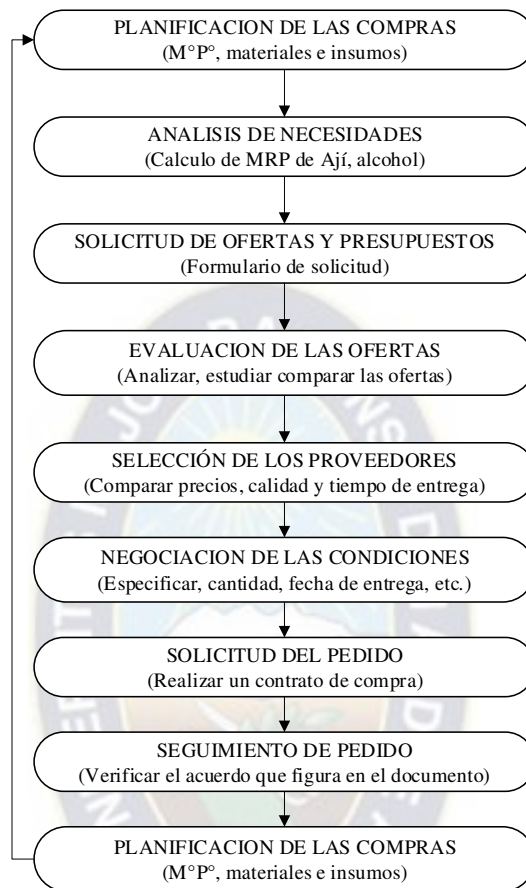 PLANIFICACION DE LAS COMPRAS
(M°P°, materiales e insumos)
ANALISIS DE NECESIDADES
(Calculo de MRP de Ají, alcohol)
SOLICITUD DE OFERTAS Y PRESUPUESTOS
(Formulario de solicitud)
EVALUACION DE LAS OFERTAS
(Analizar, estudiar comparar las ofertas)
SELECCIÓN DE LOS PROVEEDORES
(Comparar precios, calidad y tiempo de entrega)
NEGOCIACION DE LAS CONDICIONES
(Especificar, cantidad, fecha de entrega, etc.)
SOLICITUD DEL PEDIDO
(Realizar un contrato de compra)
SEGUIMIENTO DE PEDIDO
(Verificar el acuerdo que figura en el documento)
PLANIFICACION DE LAS COMPRAS
(M°P°, materiales e insumos)